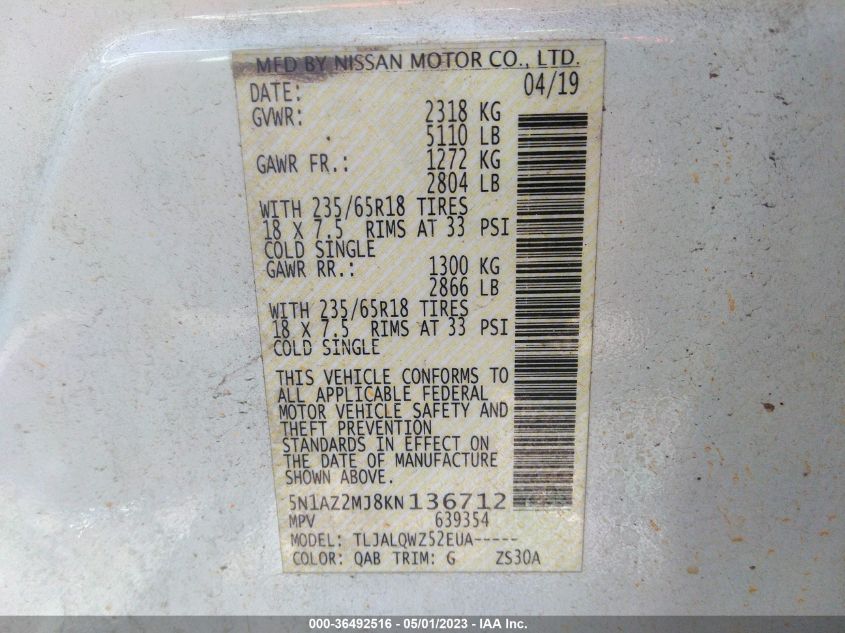 MFD BY NISSAN MOTOR CO., LTD.
DATE: 04/19
GVWR: 2318 KG
5110 LB
GAWR FR.: 1272 KG
2804 LB
WITH 235/65R18 TIRES
18 X 7.5 RIMS AT 33 PSI
COLD SINGLE
GAWR RR.: 1300 KG
2866 LB
WITH 235/65R18 TIRES
18 X 7.5 RIMS AT 33 PSI
COLD SINGLE
THIS VEHICLE CONFORMS TO
ALL APPLICABLE FEDERAL
MOTOR VEHICLE SAFETY AND
THEFT PREVENTION
STANDARDS IN EFFECT ON
THE DATE OF MANUFACTURE
SHOWN ABOVE.
5N1AZ2MJ8KN136712
MPV 639354
MODEL: TLJALQWZ52EUA-----
COLOR: QAB TRIM: G ZS30A
000-36492516 - 05/01/2023 - IAA Inc.